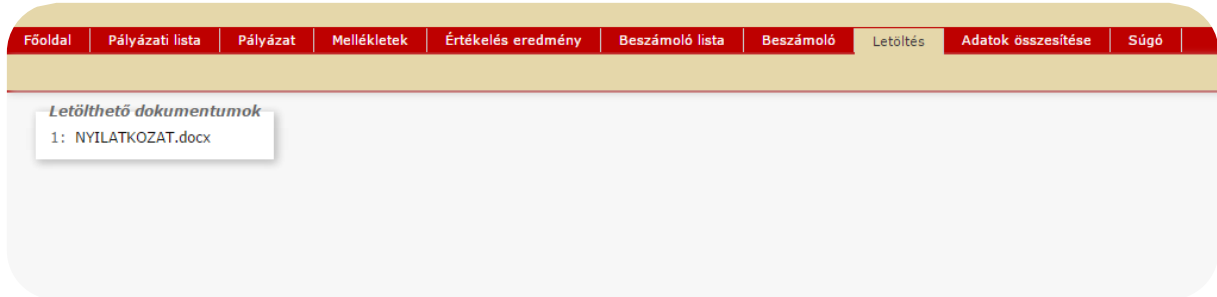 Főoldal Pályázati lista Pályázat Mellékletek Értékelés eredmény Beszámoló lista Beszámoló Letöltés Adatok összesítése Súgó
Letölthető dokumentumok
1: NYILATKOZAT.docx